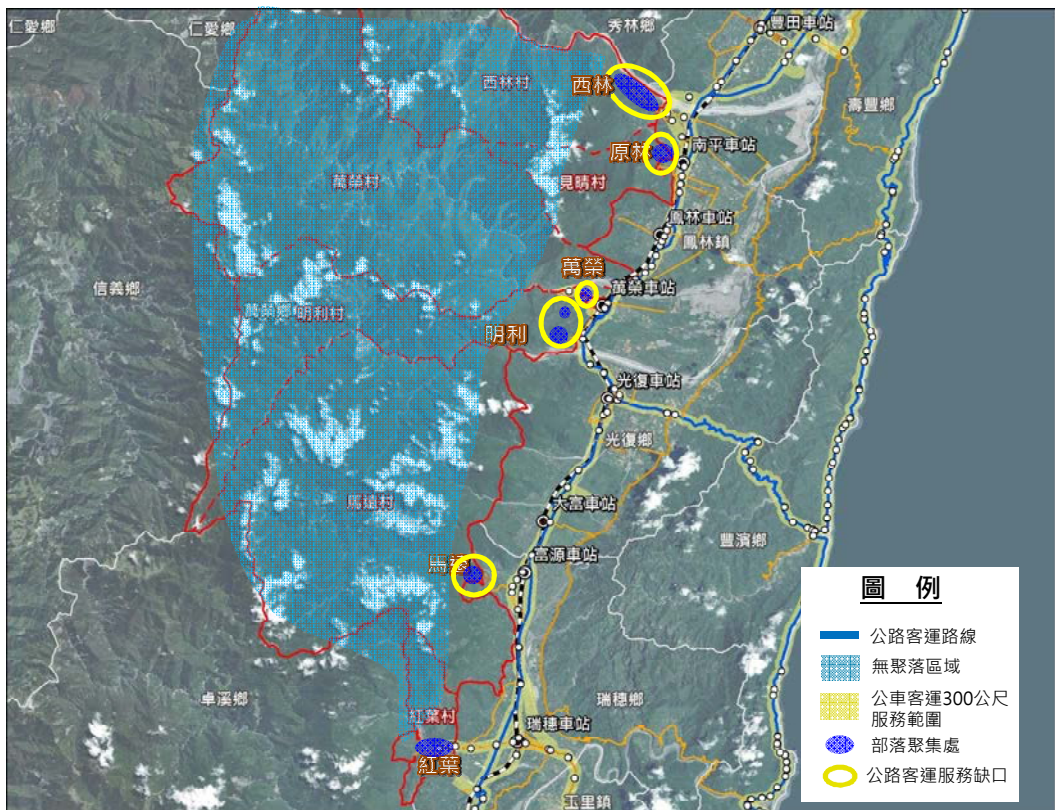 仁愛鄉
仁愛鄉
秀林鄉
豐田車站
西林村
西林
壽豐鄉
原林
南平車站
萬榮村
見晴村
鳳林車站
鳳林鎮
萬榮
信義鄉
萬榮車站
萬榮鄉
明利村
明利
光復車站
光復鄉
馬遠村
大富車站
豐濱鄉
馬遠
富源車站
卓溪鄉
瑞穗鄉
紅葉村
瑞穗車站
紅葉
玉里鎮
圖 例
公路客運路線
無聚落區域
公車客運300公尺
服務範圍
部落聚集處
公路客運服務缺口